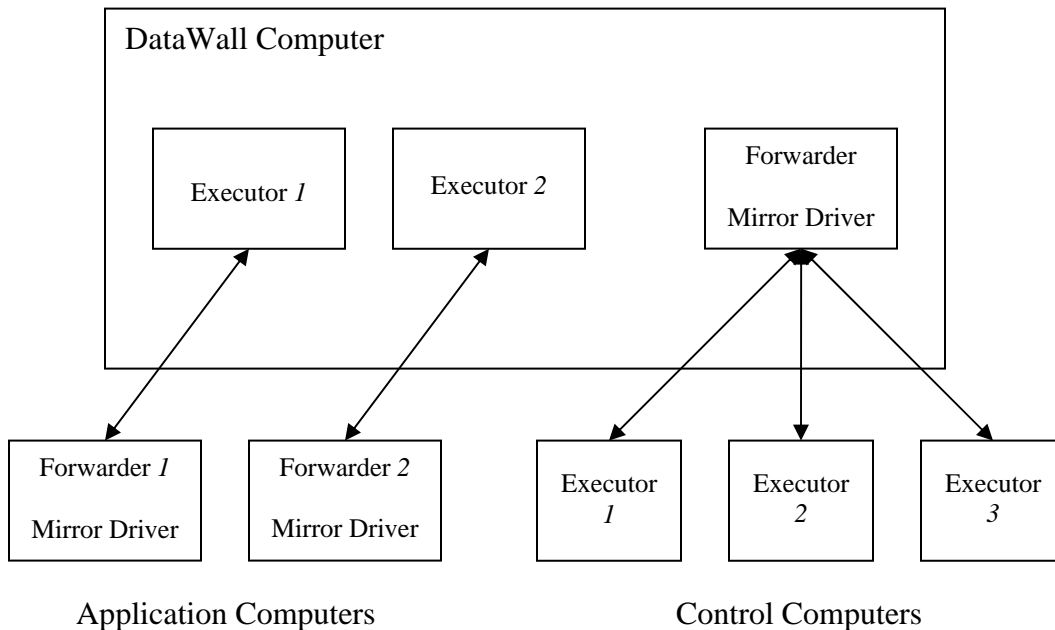 DataWall Computer
Executor 1
Executor 2
Forwarder
Mirror Driver
Forwarder 1
Mirror Driver
Forwarder 2
Mirror Driver
Executor
1
Executor
2
Executor
3
Application Computers
Control Computers